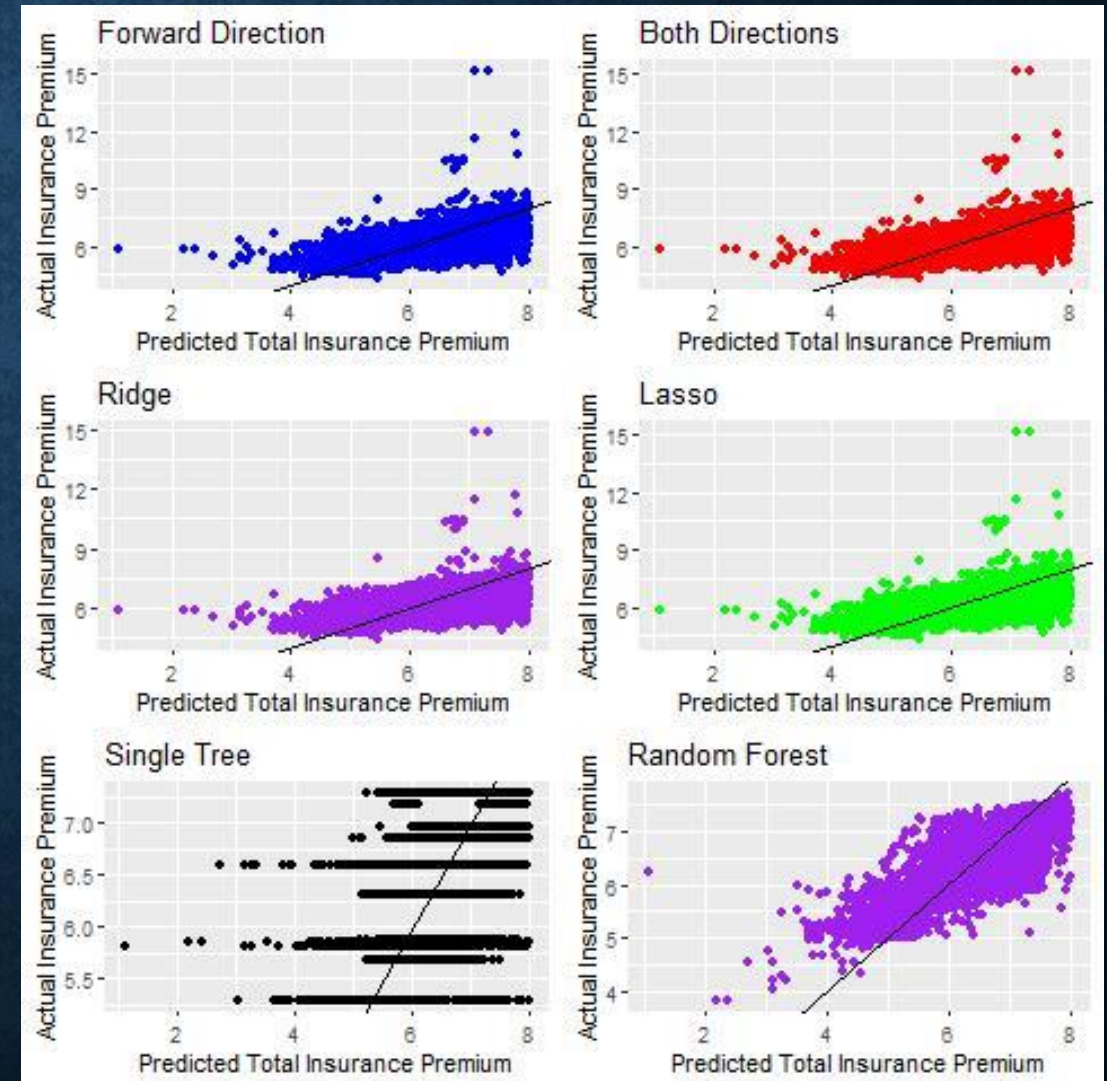 Forward Direction
Actual Insurance Premium
15
12
9
6
2 4 6 8
Predicted Total Insurance Premium
Both Directions
Actual Insurance Premium
15
12
9
6
2 4 6 8
Predicted Total Insurance Premium
Ridge
Actual Insurance Premium
15
12
9
6
2 4 6 8
Predicted Total Insurance Premium
Lasso
Actual Insurance Premium
15
12
9
6
2 4 6 8
Predicted Total Insurance Premium
Single Tree
Actual Insurance Premium
7.0
6.5
6.0
5.5
2 4 6 8
Predicted Total Insurance Premium
Random Forest
Actual Insurance Premium
7
6
5
4
2 4 6 8
Predicted Total Insurance Premium